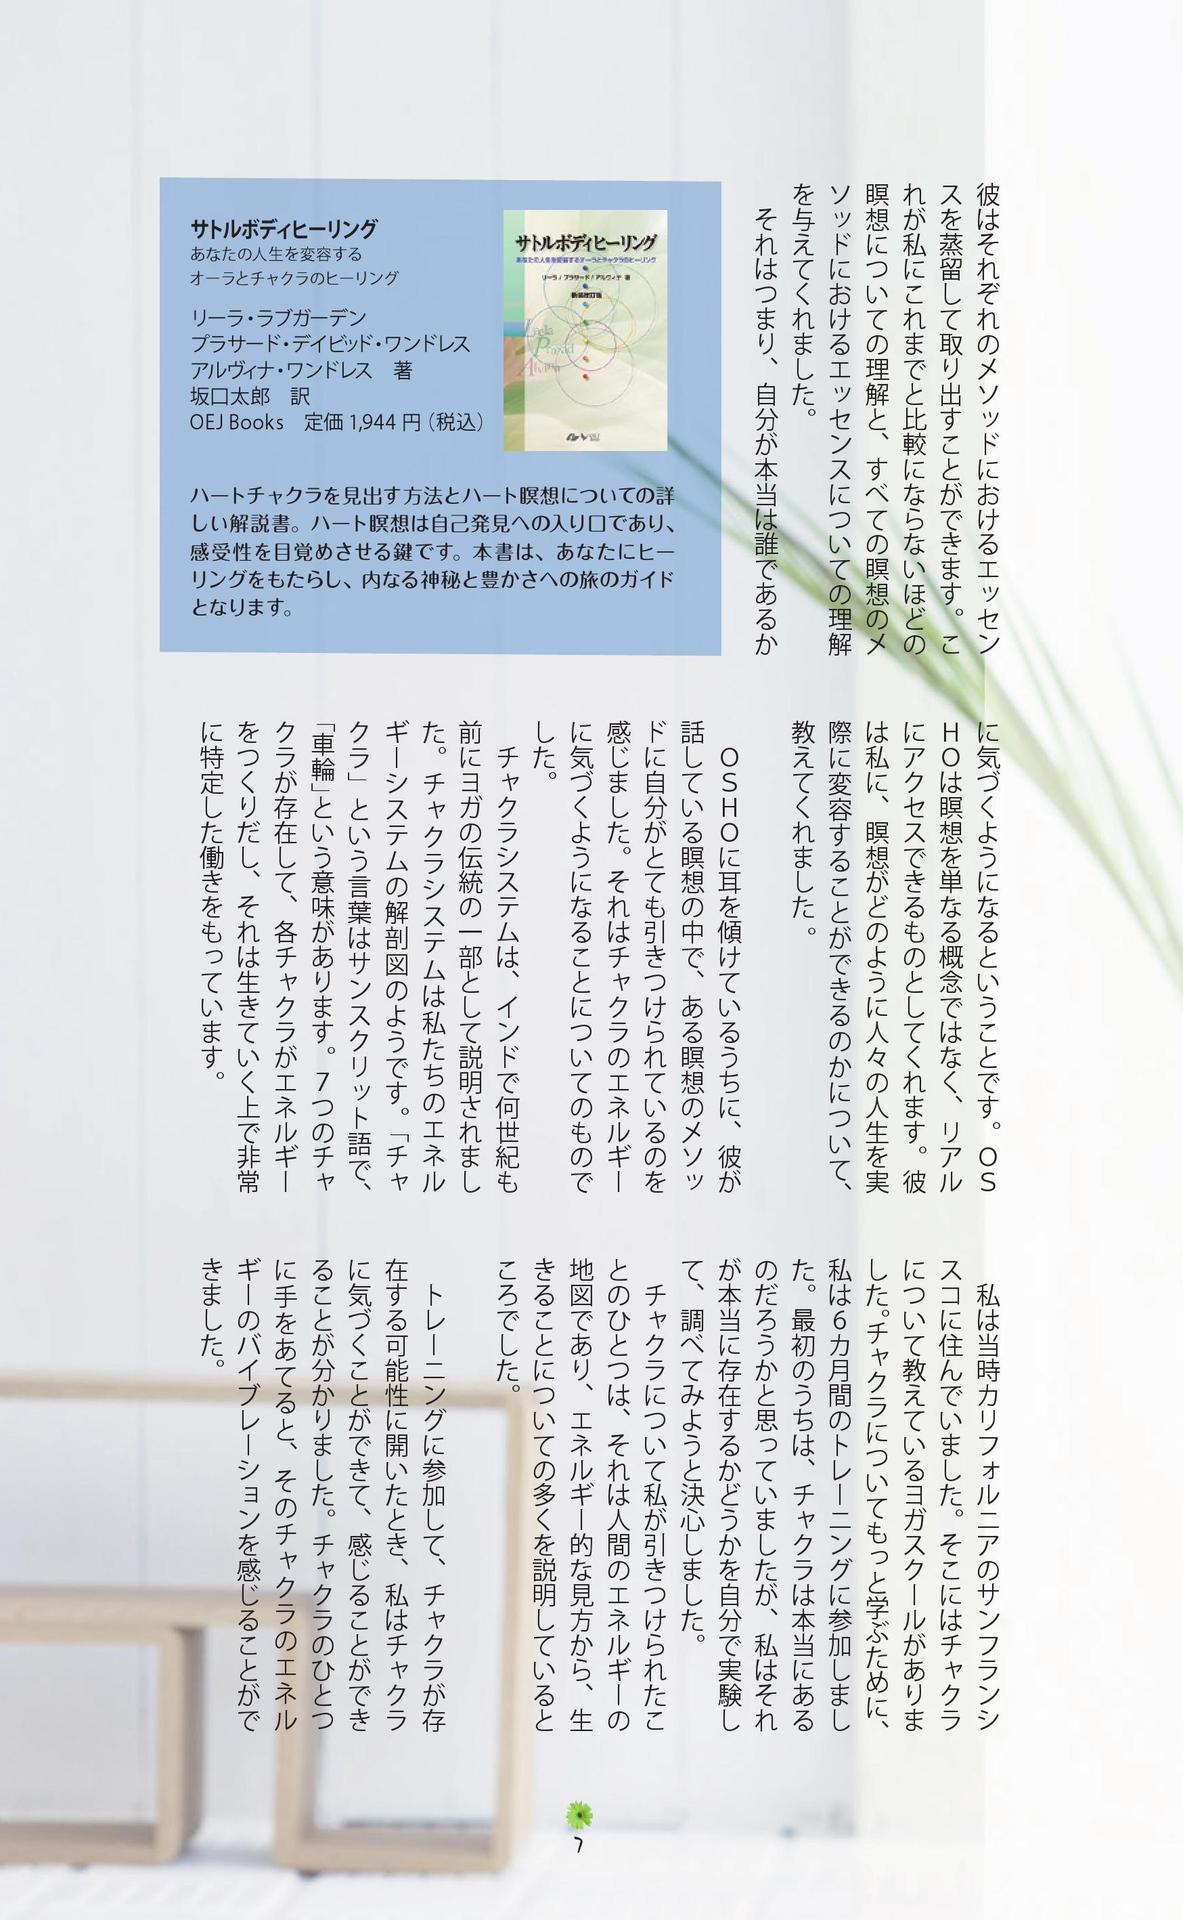 彼はそれぞれのメソッドにおけるエッセン
スを蒸留して取り出すことができます。こ
れが私にこれまでと比較にならないほどの
瞑想についての理解と、すべての瞑想のメ
ソッドにおけるエッセンスについての理解
を与えてくれました。
それはつまり、自分が本当は誰であるか
に気づくようになるということです。OS
HOは瞑想を単なる概念ではなく、リアル
にアクセスできるものとしてくれます。彼
は私に、瞑想がどのように人々の人生を実
際に変容することができるのかについて、
教えてくれました。
OSHOに耳を傾けているうちに、彼が
話している瞑想の中で、ある瞑想のメソッ
ドに自分がとても引きつけられているのを
感じました。それはチャクラのエネルギー
に気づくようになることについてのもので
した。
チャクラシステムは、インドで何世紀も
前にヨガの伝統の一部として説明されまし
た。チャクラシステムは私たちのエネル
ギーシステムの解剖図のようです。「チャ
クラ」という言葉はサンスクリット語で、
「車輪」という意味があります。7つのチャ
クラが存在して、各チャクラがエネルギー
をつくりだし、それは生きていく上で非常
に特定した働きをもっています。
私は当時カリフォルニアのサンフランシ
スコに住んでいました。そこにはチャクラ
について教えているヨガスクールがありま
した。チャクラについてもっと学ぶために、
私は6カ月間のトレーニングに参加しまし
た。最初のうちは、チャクラは本当にある
のだろうかと思っていましたが、私はそれ
が本当に存在するかどうかを自分で実験し
て、調べてみようと決心しました。
チャクラについて私が引きつけられたこ
とのひとつは、それは人間のエネルギーの
地図であり、エネルギー的な見方から、生
きることについての多くを説明していると
ころでした。
トレーニングに参加して、チャクラが存
在する可能性に開いたとき、私はチャクラ
に気づくことができて、感じることができ
ることが分かりました。チャクラのひとつ
に手をあてると、そのチャクラのエネル
ギーのバイブレーションを感じることがで
きました。
サトルボディヒーリング
あなたの人生を変容する
オーラとチャクラのヒーリング
リーラ・ラブガーデン
プラサード・デイビッド・ワンドレス
アルヴィナ・ワンドレス 著
坂口太郎 訳
OEJ Books 定価 1,944 円(税込)
サトルボディヒーリング
あなたの人生を変容するオーラとチャクラのヒーリング
リーラ / プラサード / アルヴィナ 著
新装改訂版
Leela
Prasad
Alvina
ハートチャクラを見出す方法とハート瞑想についての詳
しい解説書。ハート瞑想は自己発見への入り口であり、
感受性を目覚めさせる鍵です。本書は、あなたにヒー
リングをもたらし、内なる神秘と豊かさへの旅のガイド
となります。
7